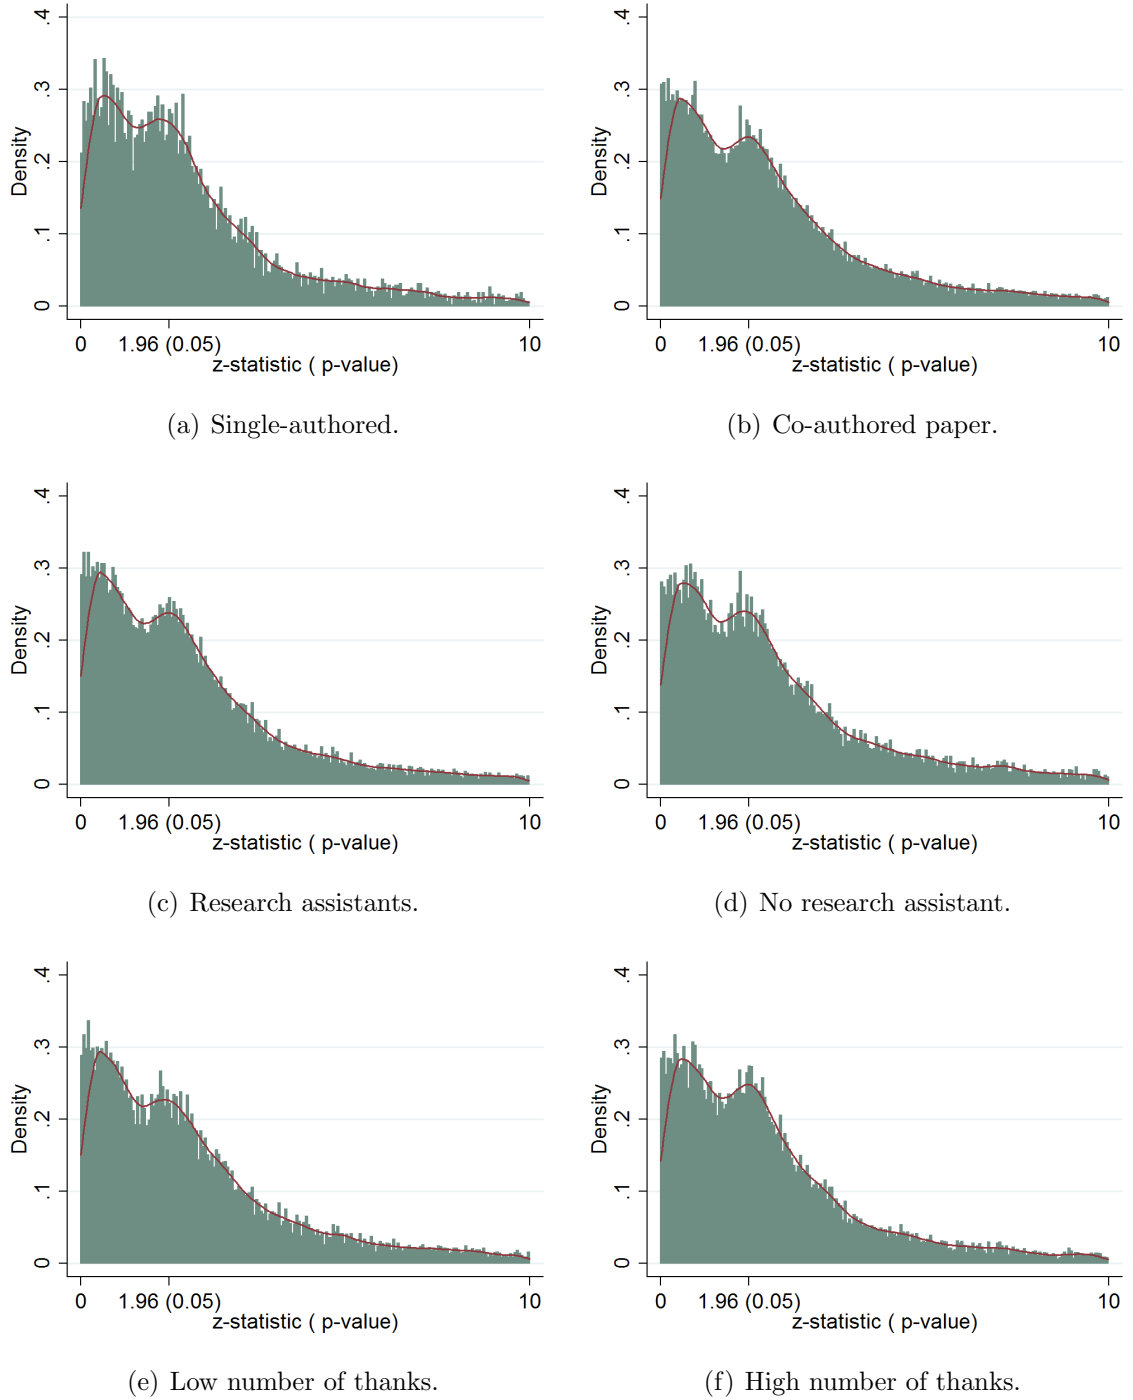 .4
.3
.2
.1
0
Density
0 1.96 (0.05) 10
z-statistic ( p-value)
(a) Single-authored.
.4
.3
.2
.1
0
Density
0 1.96 (0.05) 10
z-statistic ( p-value)
(b) Co-authored paper.
.4
.3
.2
.1
0
Density
0 1.96 (0.05) 10
z-statistic ( p-value)
(c) Research assistants.
.4
.3
.2
.1
0
Density
0 1.96 (0.05) 10
z-statistic ( p-value)
(d) No research assistant.
.4
.3
.2
.1
0
Density
0 1.96 (0.05) 10
z-statistic ( p-value)
(e) Low number of thanks.
.4
.3
.2
.1
0
Density
0 1.96 (0.05) 10
z-statistic ( p-value)
(f) High number of thanks.